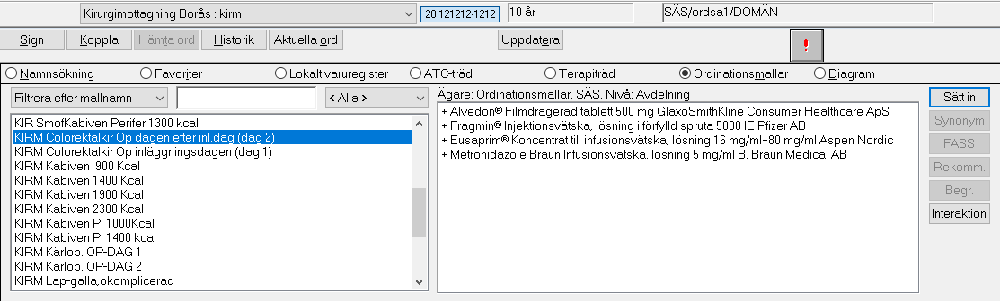 Kirurgimottagning Borås : kirm
20 121212-1212
10 år
SÄS/ordsa1/DOMÄN
Sign
Koppla
Hämta ord
Historik
Aktuella ord
Uppdatera
!
Namnsökning
Favoriter
Lokalt varuregister
ATC-träd
Terapiträd
Ordinationsmallar
Diagram
Filtrera efter mallnamn
< Alla >
KIR SmofKabiven Perifer 1300 kcal
KIRM Colorektalkir Op dagen efter inl.dag (dag 2)
KIRM Colorektalkir Op inläggningsdagen (dag 1)
KIRM Kabiven  900 Kcal
KIRM Kabiven 1400 Kcal
KIRM Kabiven 1900 Kcal
KIRM Kabiven 2300 Kcal
KIRM Kabiven PI 1000Kcal
KIRM Kabiven PI 1400 kcal
KIRM Kärlop. OP-DAG 1
KIRM Kärlop. OP-DAG 2
KIRM Lap-galla,okomplicerad
Ägare: Ordinationsmallar, SÄS, Nivå: Avdelning
+ Alvedon® Filmdragerad tablett 500 mg GlaxoSmithKline Consumer Healthcare ApS
+ Fragmin® Injektionsvätska, lösning i förfylld spruta 5000 IE Pfizer AB
+ Eusaprim® Koncentrat till infusionsvätska, lösning 16 mg/ml+80 mg/ml Aspen Nordic
+ Metronidazole Braun Infusionsvätska, lösning 5 mg/ml B. Braun Medical AB
Sätt in
Synonym
FASS
Rekomm.
Begr.
Interaktion